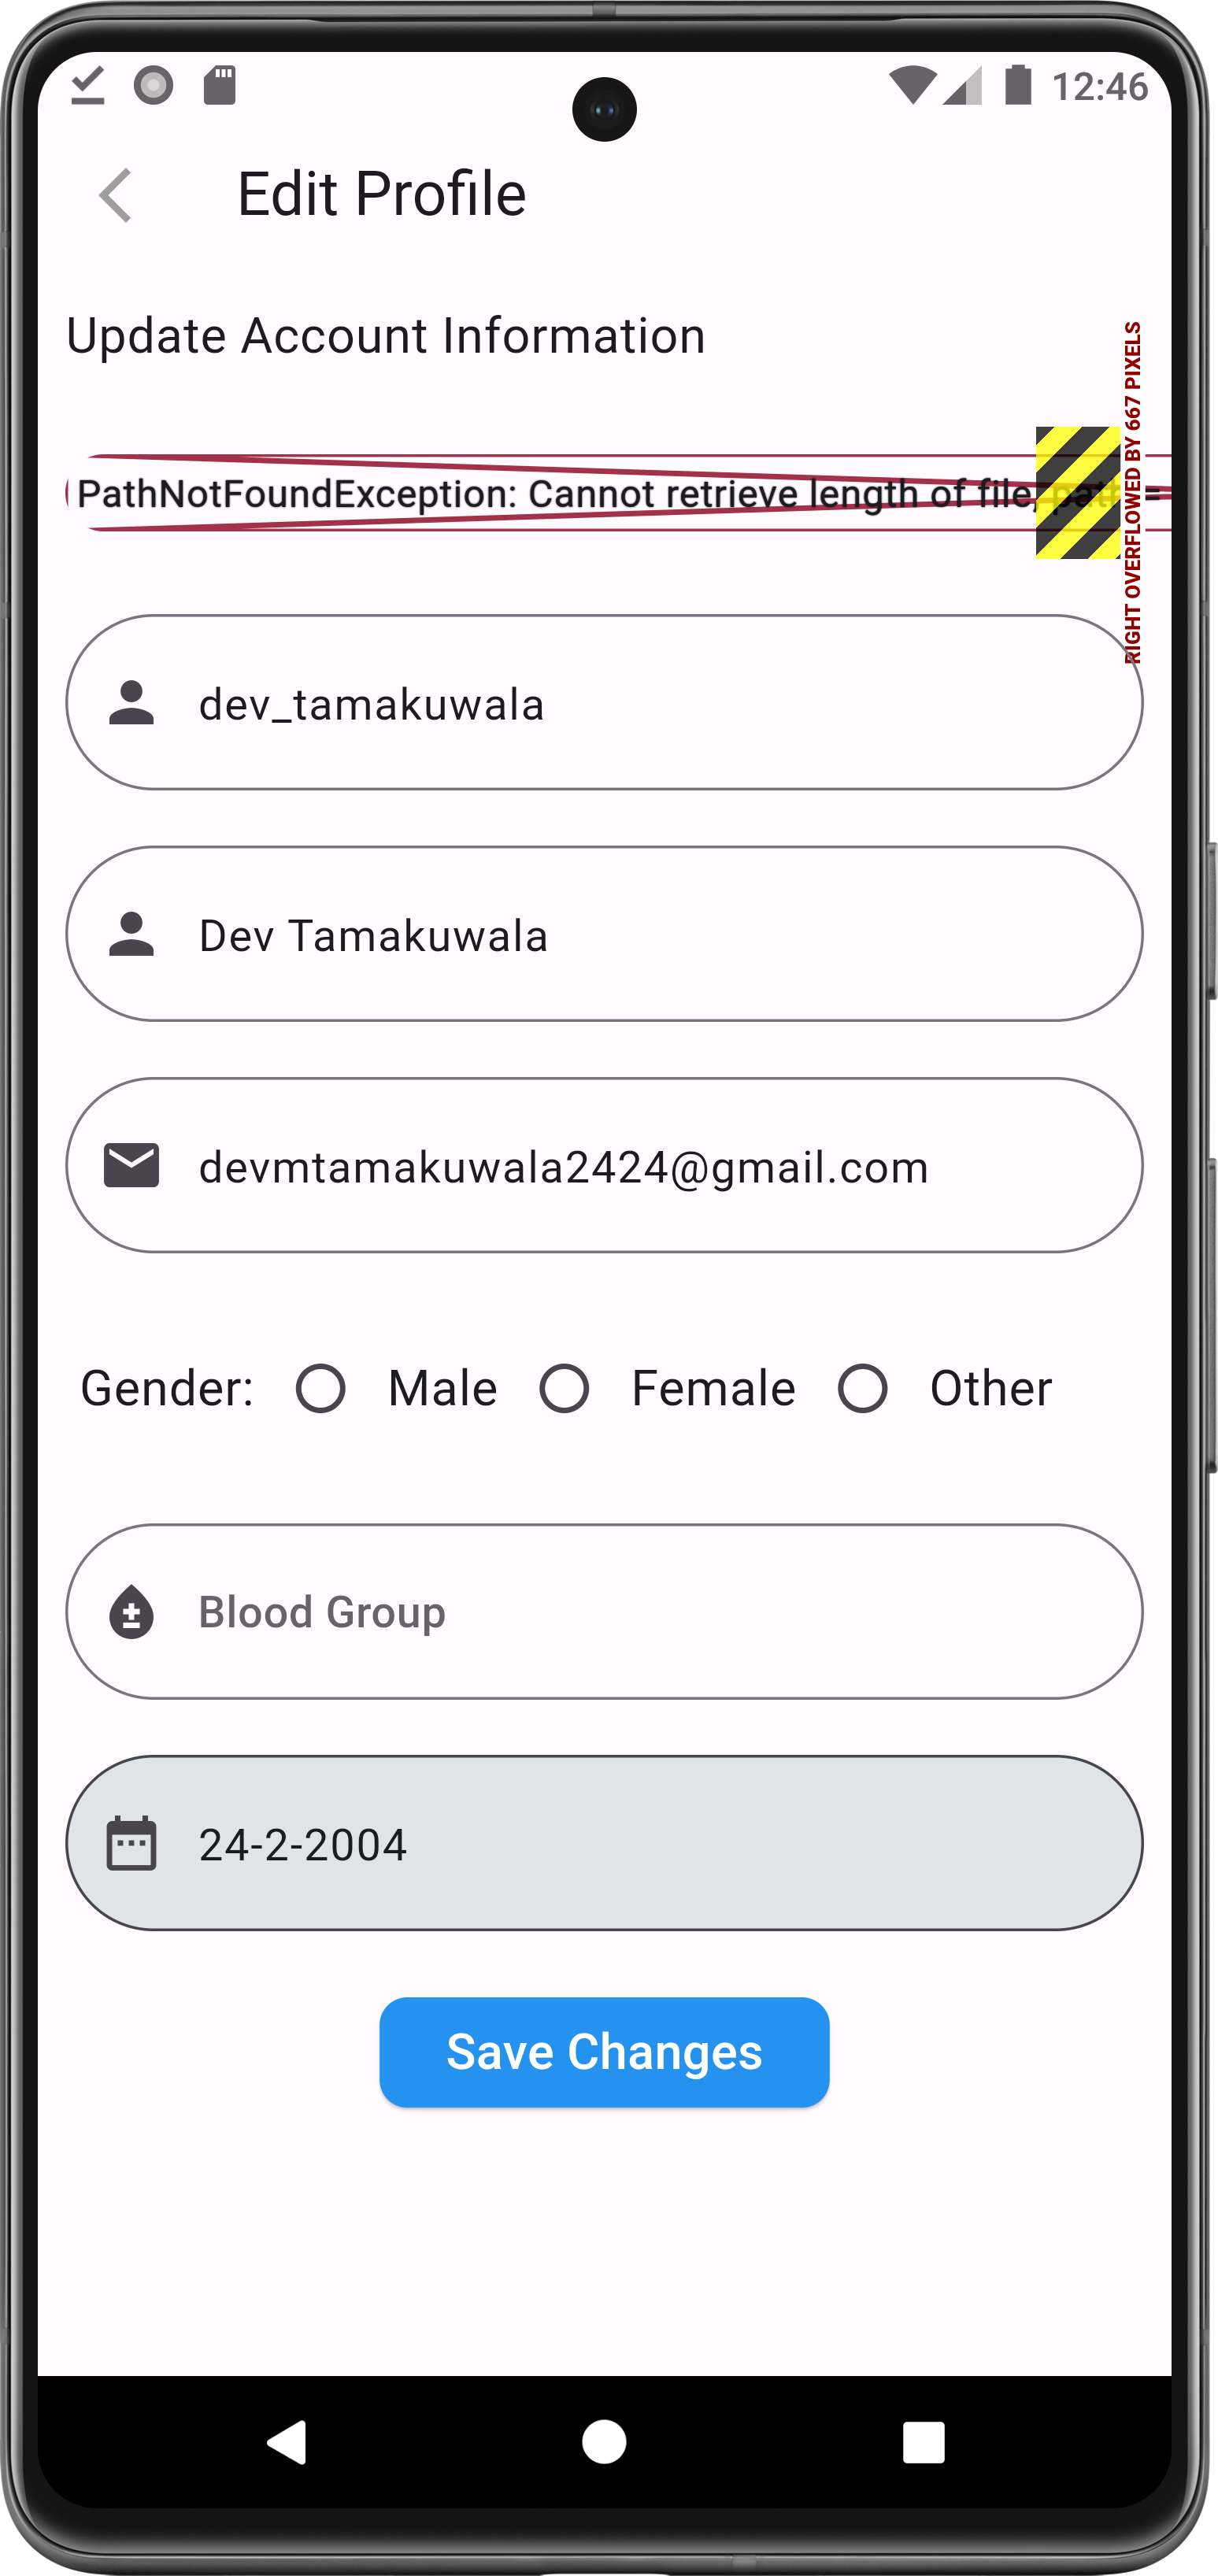 12:46
Edit Profile
Update Account Information
RIGHT OVERFLOWED BY 667 PIXELS
PathNotFoundException: Cannot retrieve length of file, path =
dev_tamakuwala
Dev Tamakuwala
devmtamakuwala2424@gmail.com
Gender: Male Female Other
Blood Group
24-2-2004
Save Changes